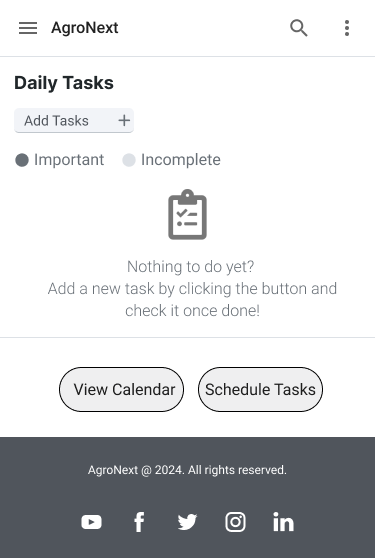 AgroNext
Daily Tasks
Add Tasks
Important
Incomplete
Nothing to do yet?
Add a new task by clicking the button and
check it once done!
View Calendar
Schedule Tasks
AgroNext @ 2024. All rights reserved.